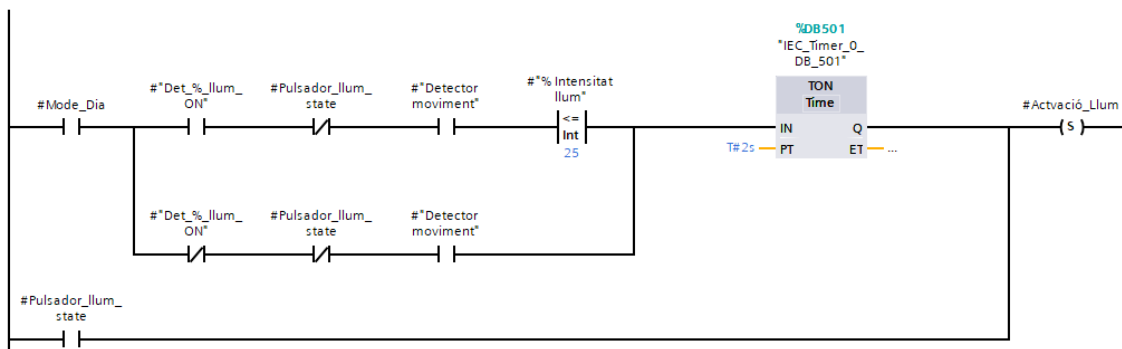 %DB501
"IEC_Timer_0_
DB_501"
TON
Time
#Mode_Dia
#"Det_%_llum_
ON"
#Pulsador_llum_
state
#"Detector
moviment"
#"% Intensitat
llum"
<=
Int
25
IN
Q
T#2s
PT
ET
...
#Actvació_Llum
S
#"Det_%_llum_
ON"
#Pulsador_llum_
state
#"Detector
moviment"
#Pulsador_llum_
state